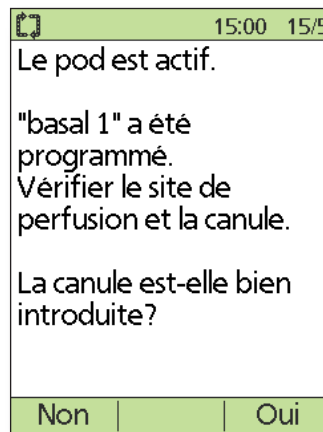 15:00 15/5
Le pod est actif.
"basal 1" a été
programmé.
Vérifier le site de
perfusion et la canule.
La canule est-elle bien
introduite?
Non Oui